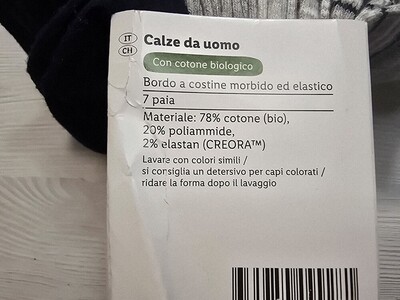 IT
CH
Calze da uomo
Con cotone biologico
Bordo a costine morbido ed elastico
7 paia
Materiale: 78% cotone (bio),
20% poliammide,
2% elastan (CREORA™)
Lavare con colori simili /
si consiglia un detersivo per capi colorati /
ridare la forma dopo il lavaggio